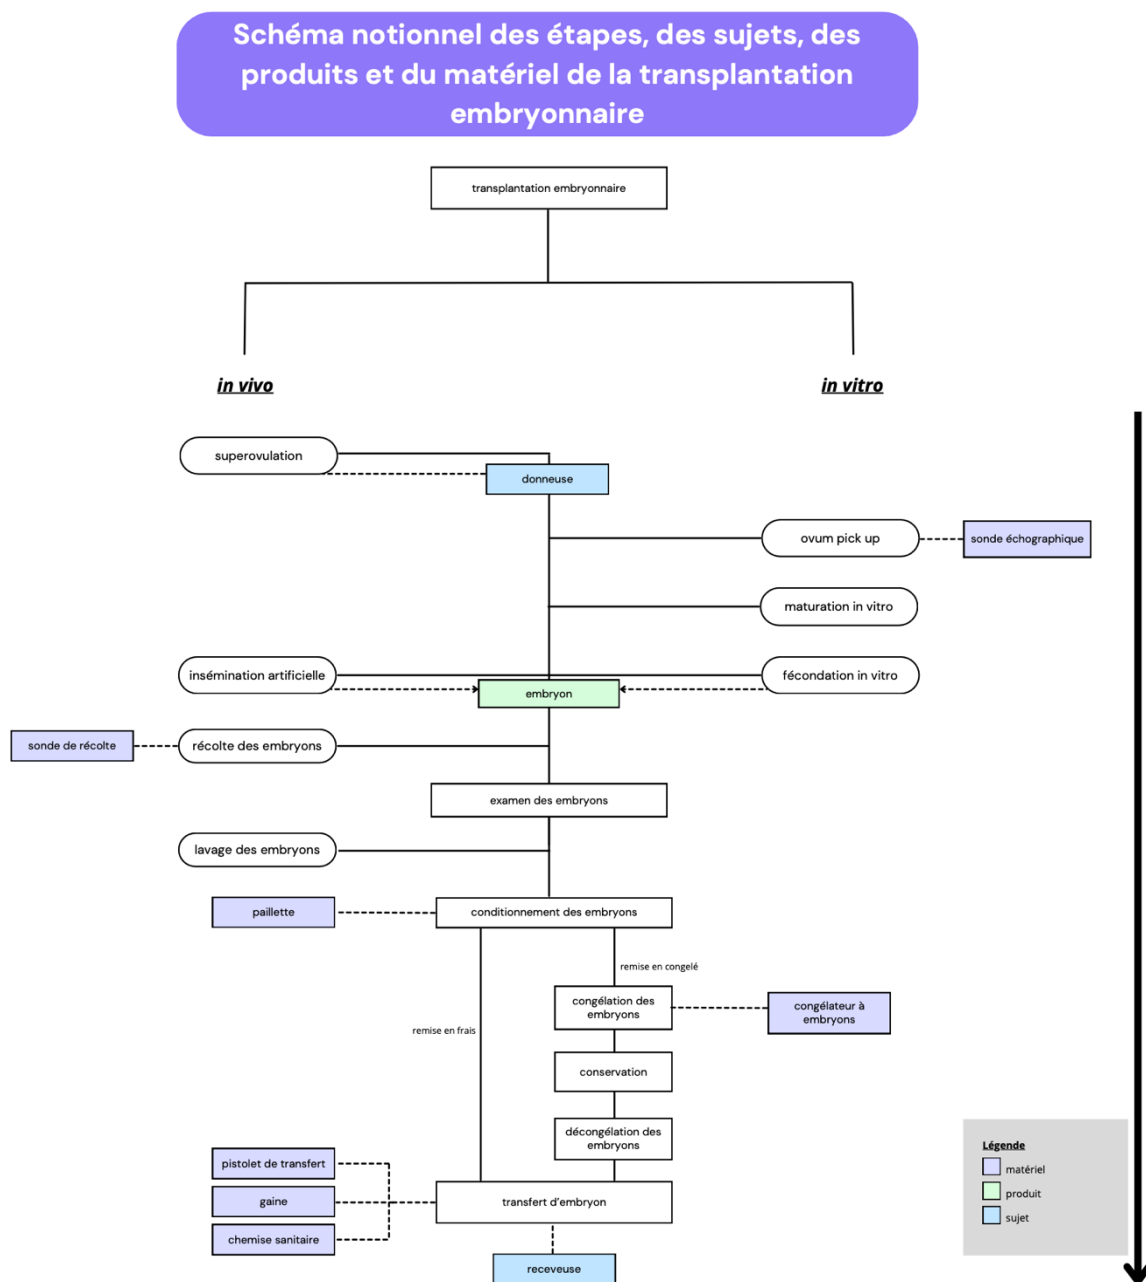 Schéma notionnel des étapes, des sujets, des
produits et du matériel de la transplantation
embryonnaire
transplantation embryonnaire
in vivo
in vitro
superovulation
donneuse
ovum pick up
sonde échographique
maturation in vitro
insémination artificielle
fécondation in vitro
embryon
sonde de récolte
récolte des embryons
examen des embryons
lavage des embryons
paillette
conditionnement des embryons
remise en congelé
congélation des
embryons
congélateur à
embryons
remise en frais
conservation
décongélation des
embryons
pistolet de transfert
gaine
transfert d'embryon
chemise sanitaire
receveuse
Légende
matériel
produit
sujet